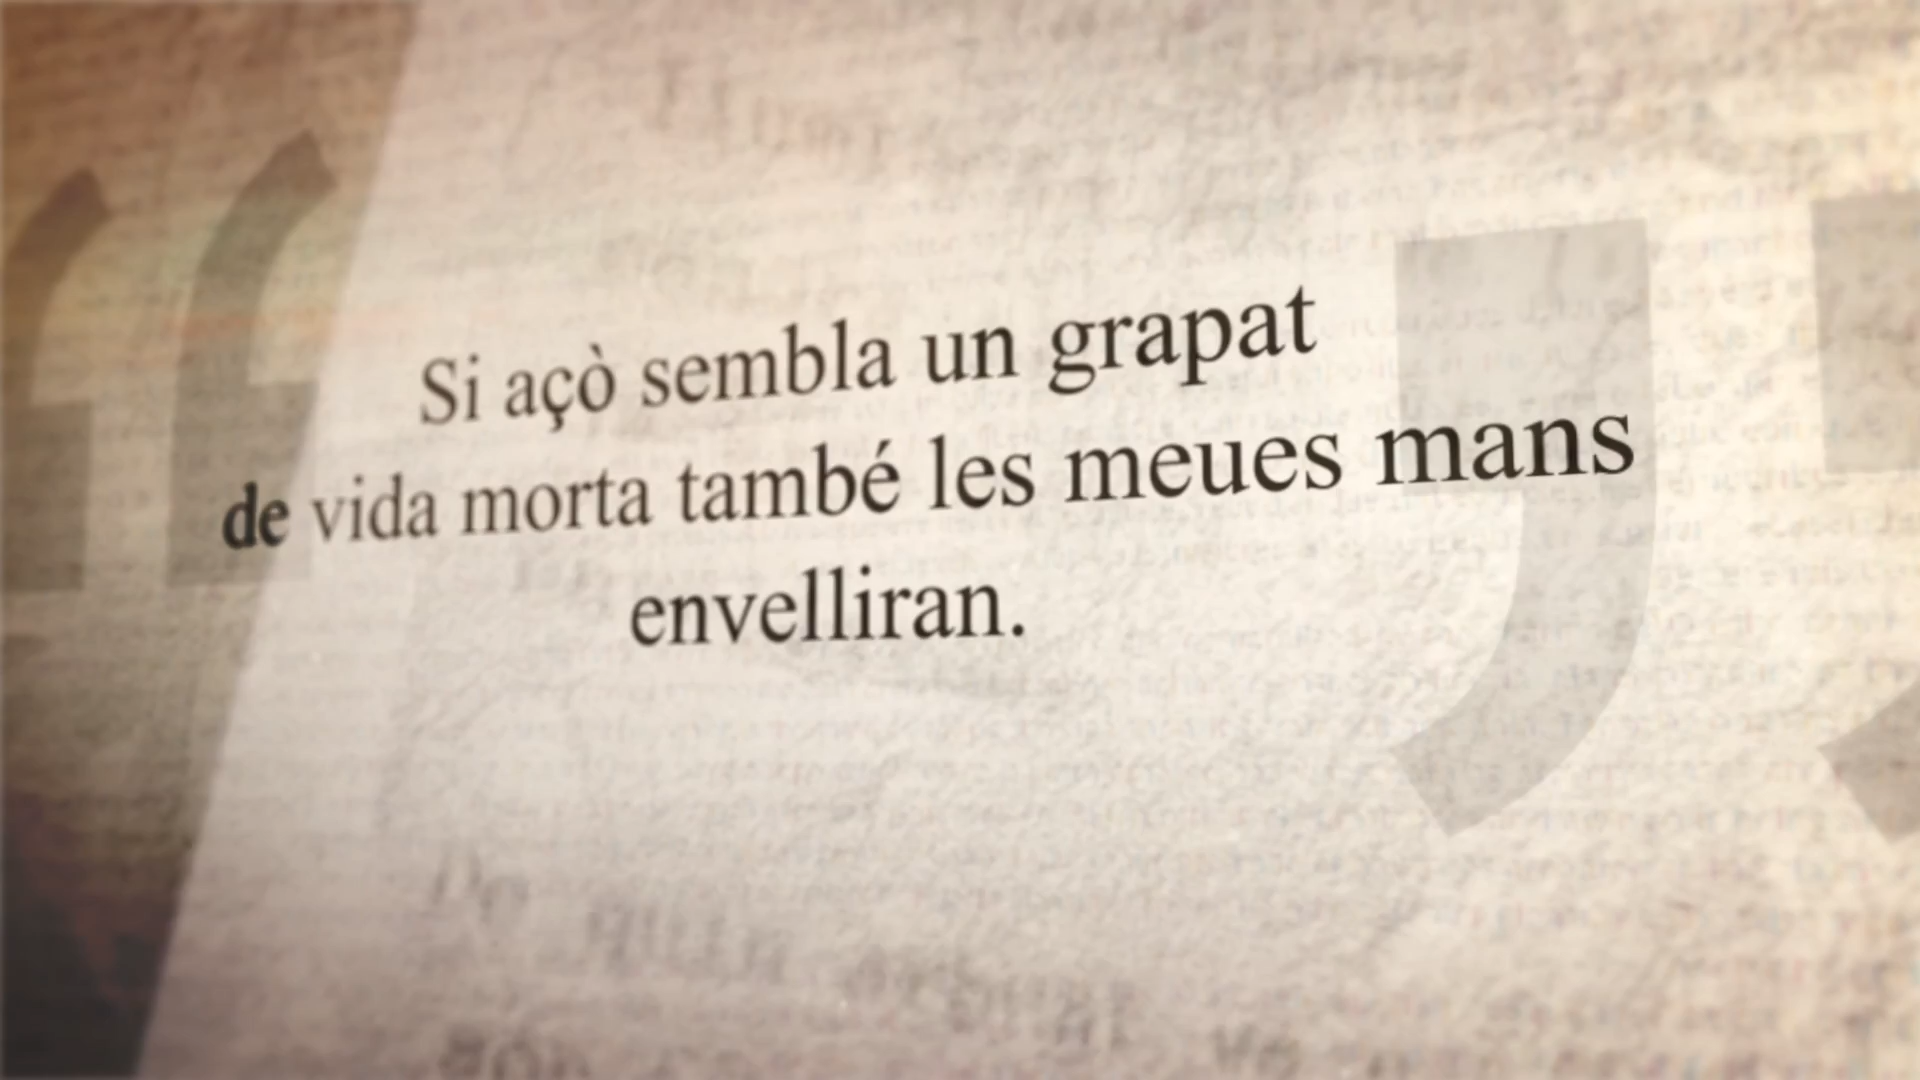 Si açò sembla un grapat
de vida morta també les meues mans
envelliran.